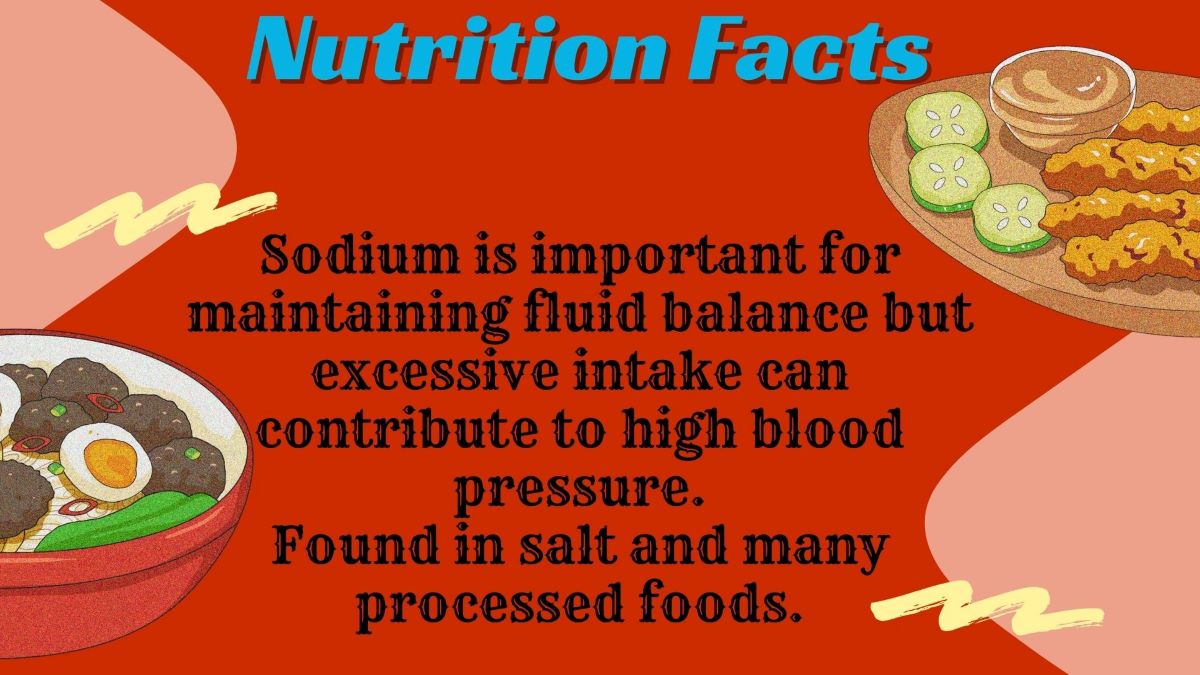 Nutrition Facts
Sodium is important for
maintaining fluid balance but
excessive intake can
contribute to high blood
pressure.
Found in salt and many
processed foods.